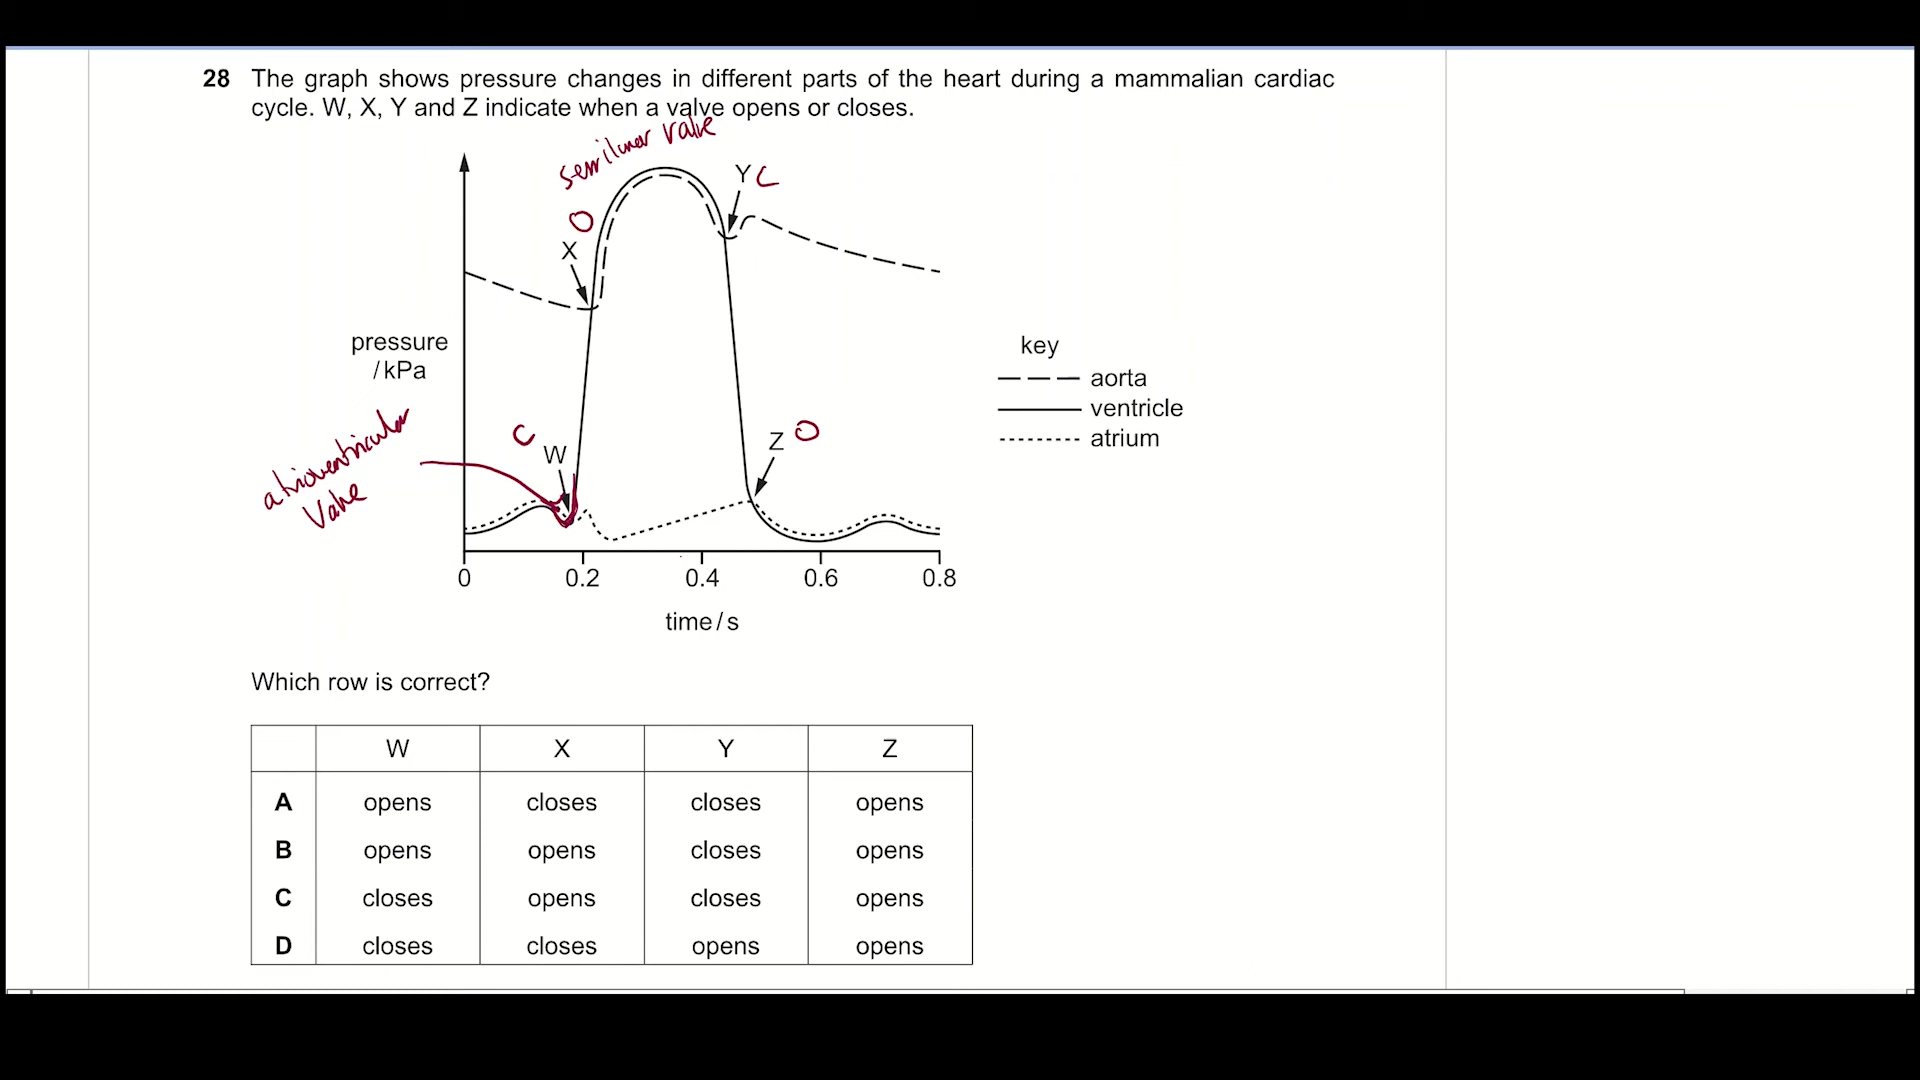 28 The graph shows pressure changes in different parts of the heart during a mammalian cardiac
cycle. W, X, Y and Z indicate when a valve opens or closes.
semilunar valve
Y C
O
X
pressure
/ kPa
key
aorta
ventricle
atrium
C
W
Z O
atrioventricular
Valve
0 0.2 0.4 0.6 0.8
time / s
Which row is correct?
W X Y Z
A opens closes closes opens
B opens opens closes opens
C closes opens closes opens
D closes closes opens opens